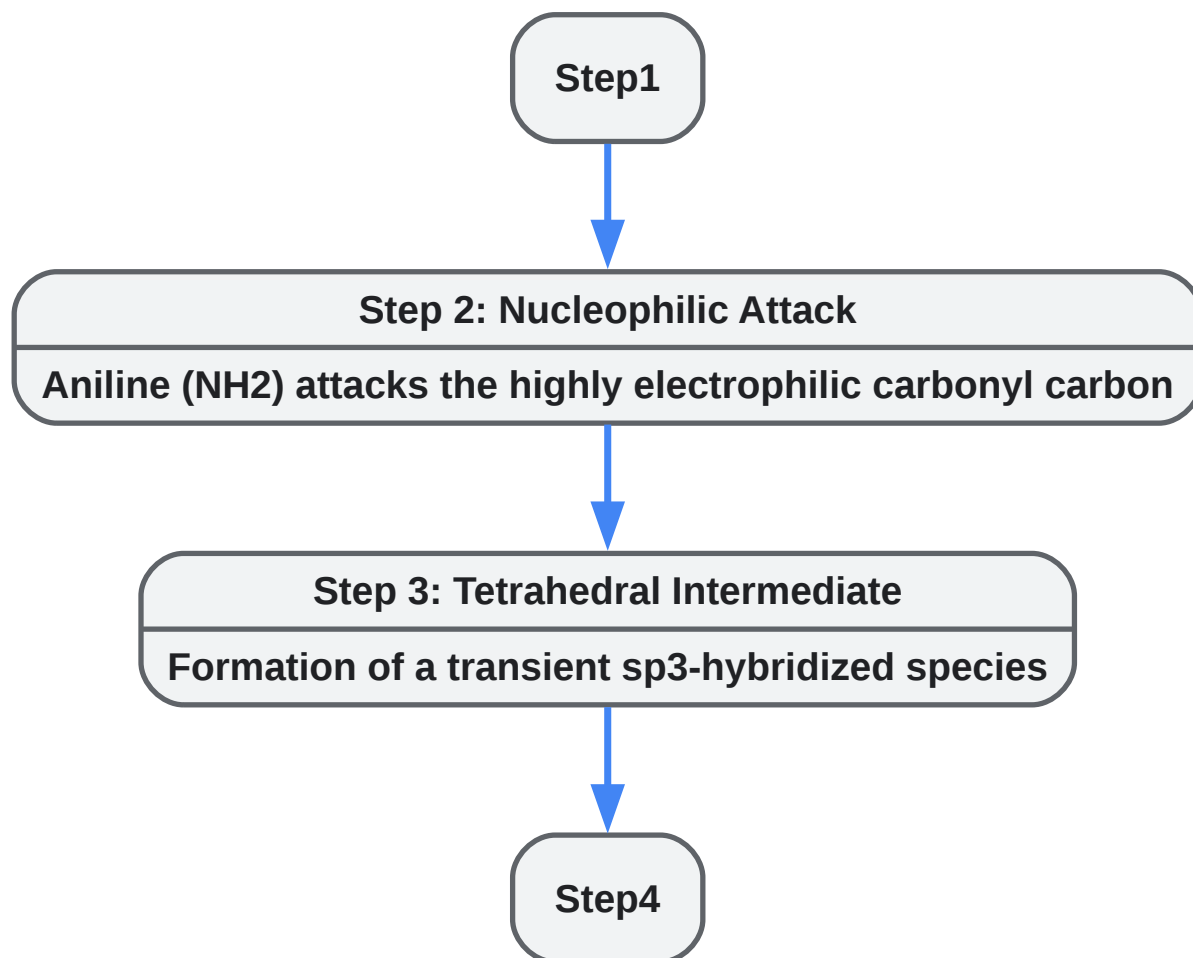 Step1
Step 2: Nucleophilic Attack
Aniline (NH2) attacks the highly electrophilic carbonyl carbon
Step 3: Tetrahedral Intermediate
Formation of a transient sp3-hybridized species
Step4